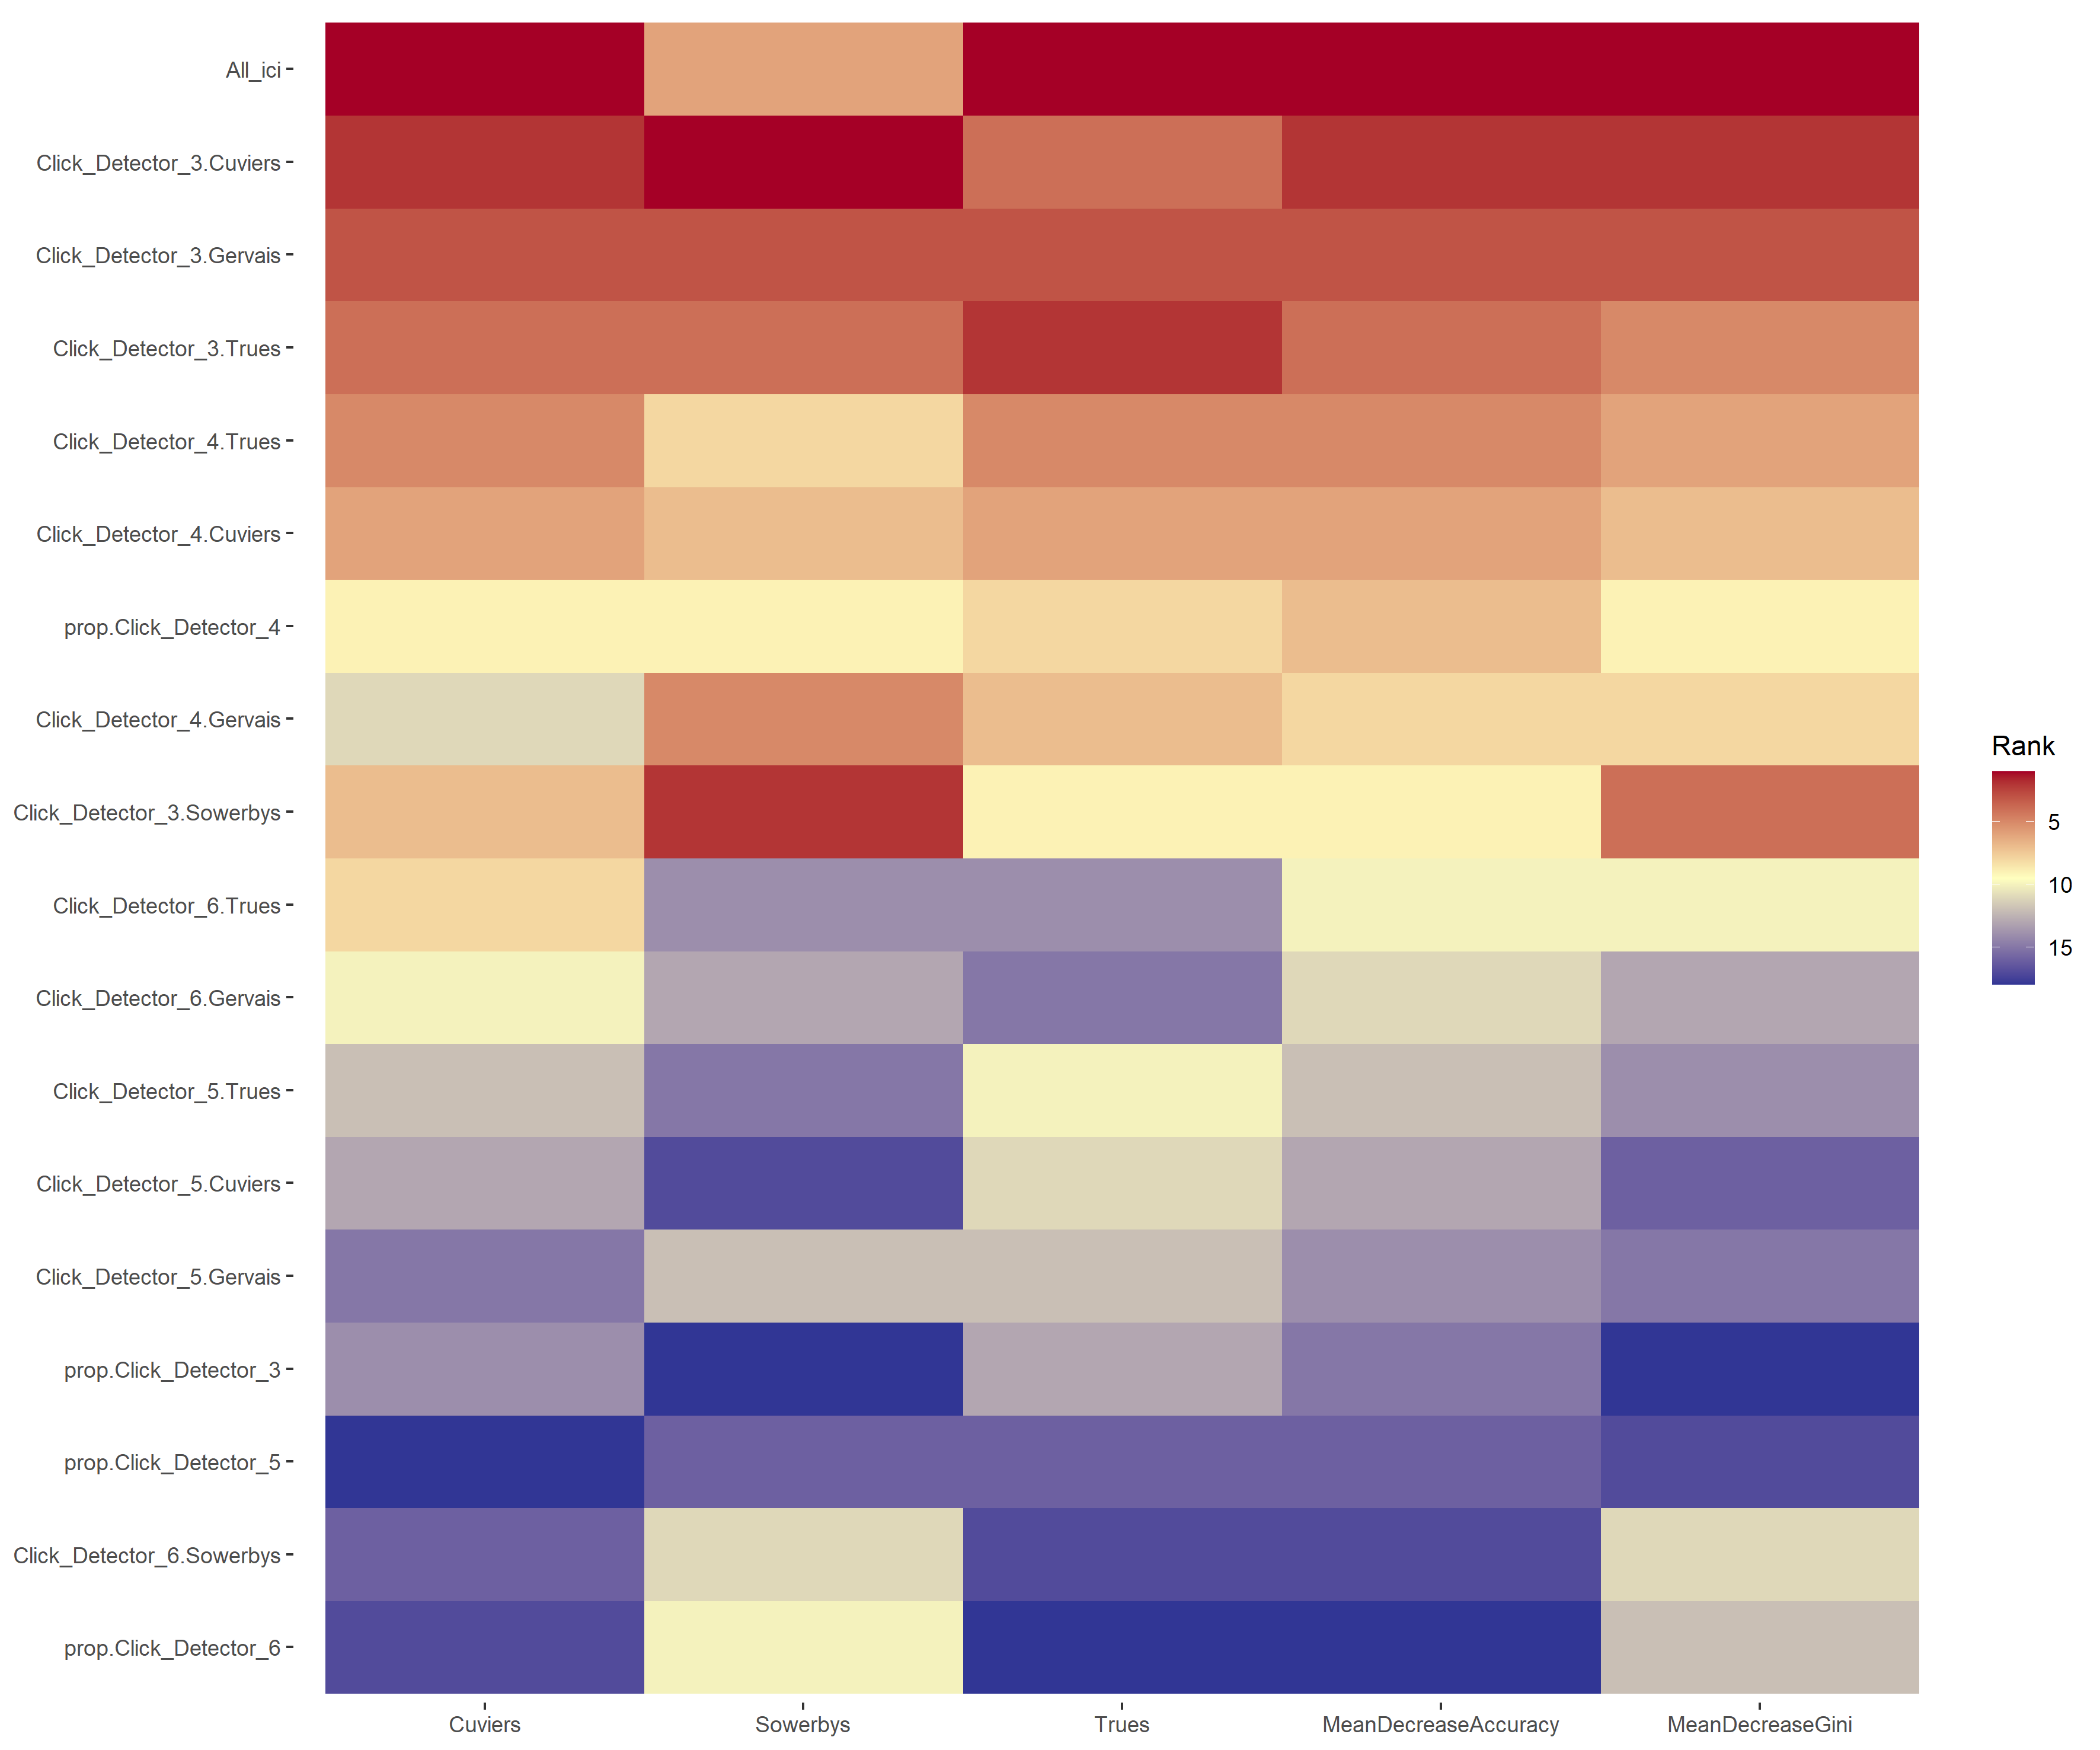 All_ici
Click_Detector_3.Cuviers
Click_Detector_3.Gervais
Click_Detector_3.Trues
Click_Detector_4.Trues
Click_Detector_4.Cuviers
prop.Click_Detector_4
Click_Detector_4.Gervais
Click_Detector_3.Sowerbys
Click_Detector_6.Trues
Click_Detector_6.Gervais
Click_Detector_5.Trues
Click_Detector_5.Cuviers
Click_Detector_5.Gervais
prop.Click_Detector_3
prop.Click_Detector_5
Click_Detector_6.Sowerbys
prop.Click_Detector_6
Cuviers Sowerbys Trues MeanDecreaseAccuracy MeanDecreaseGini
Rank
5
10
15